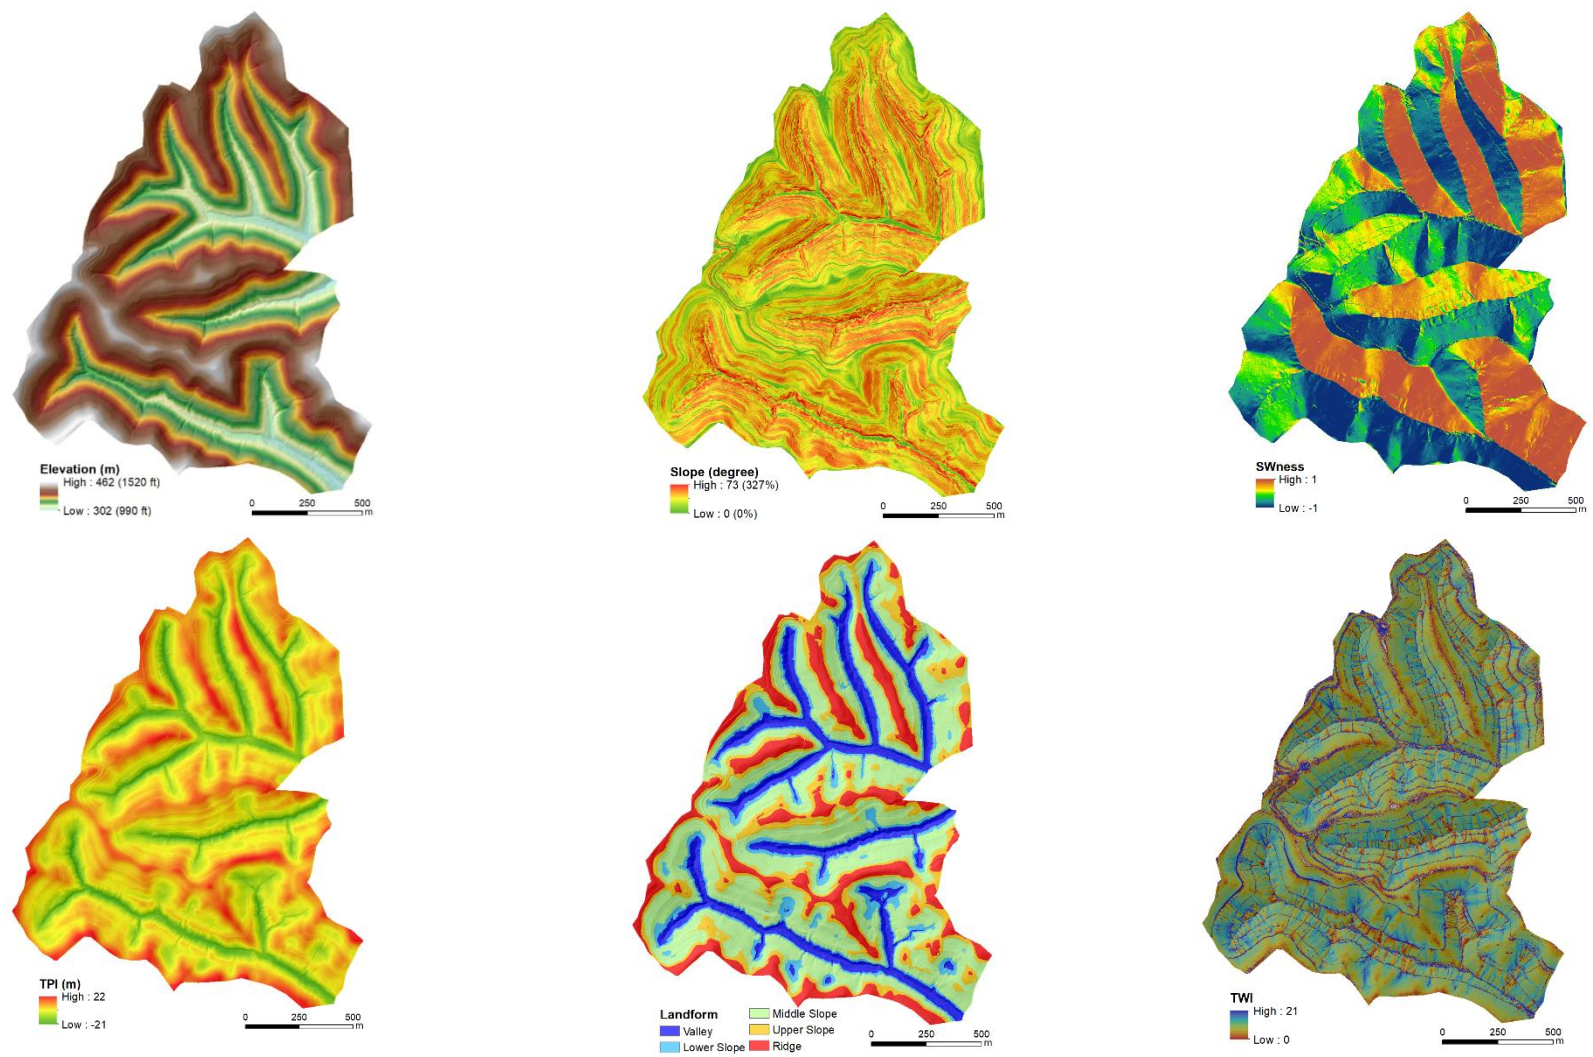 Elevation (m)
High : 462 (1520 ft)
Low : 302 (990 ft)
0 250 500
m
Slope (degree)
High : 73 (327%)
Low : 0 (0%)
0 250 500
m
SWness
High : 1
Low : -1
0 250 500
m
TPI (m)
High : 22
Low : -21
0 250 500
m
Landform
Valley
Lower Slope
Middle Slope
Upper Slope
Ridge
0 250 500
m
TWI
High : 21
Low : 0
0 250 500
m